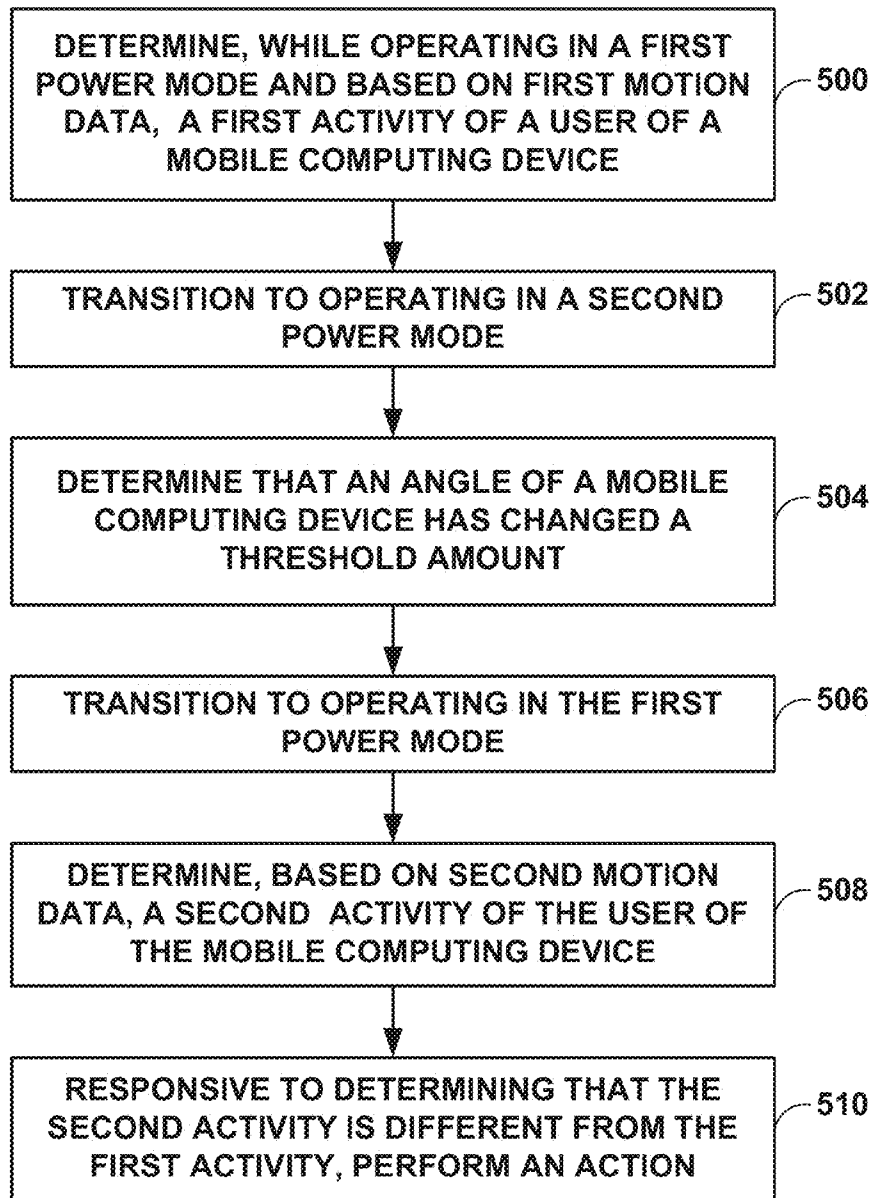 DETERMINE, WHILE OPERATING IN A FIRST
POWER MODE AND BASED ON FIRST MOTION
DATA, A FIRST ACTIVITY OF A USER OF A
MOBILE COMPUTING DEVICE
500
TRANSITION TO OPERATING IN A SECOND
POWER MODE
502
DETERMINE THAT AN ANGLE OF A MOBILE
COMPUTING DEVICE HAS CHANGED A
THRESHOLD AMOUNT
504
TRANSITION TO OPERATING IN THE FIRST
POWER MODE
506
DETERMINE, BASED ON SECOND MOTION
DATA, A SECOND ACTIVITY OF THE USER OF
THE MOBILE COMPUTING DEVICE
508
RESPONSIVE TO DETERMINING THAT THE
SECOND ACTIVITY IS DIFFERENT FROM THE
FIRST ACTIVITY, PERFORM AN ACTION
510